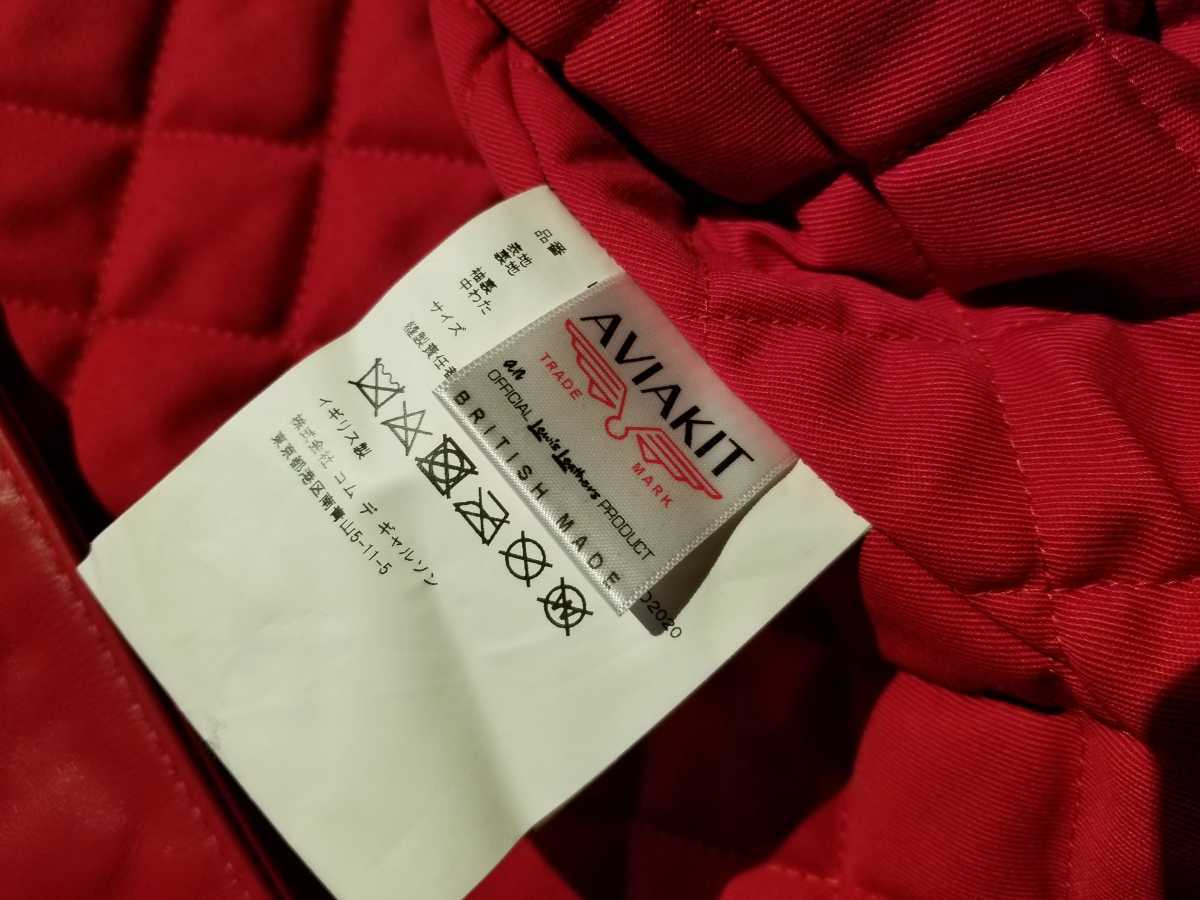 品番
表地
裏地
袖裏
中わた
サイズ
縫製責任者
イギリス製
株式会社 コム デ ギャルソン
東京都港区南青山5-11-5
AVIAKIT
TRADE MARK
an
OFFICIAL Lewis Leathers PRODUCT
BRITISH MADE
D2020